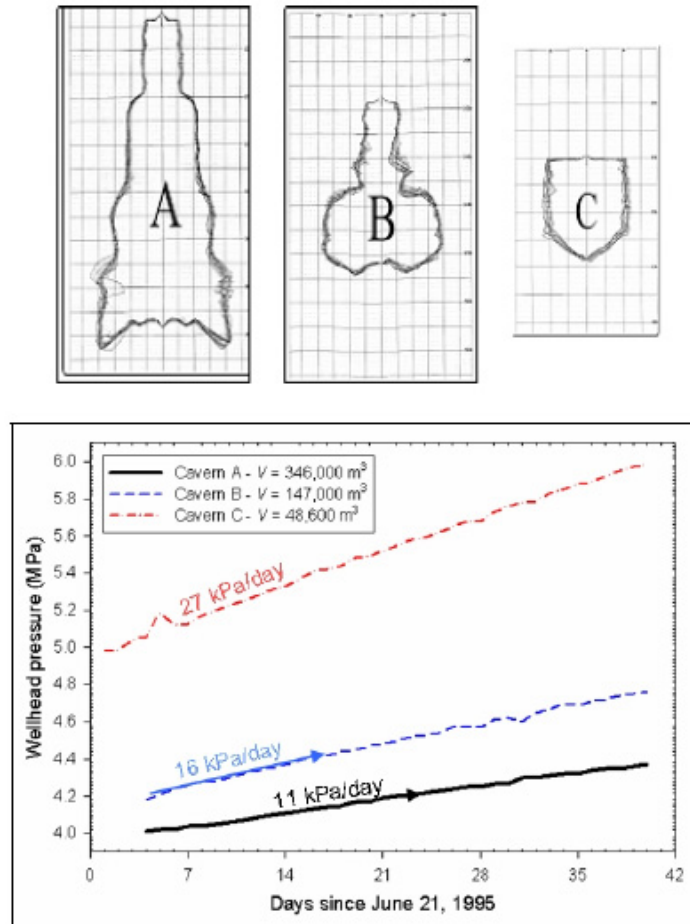 A
B
C
6.0
5.8
5.6
5.4
5.2
5.0
4.8
4.6
4.4
4.2
4.0
Wellhead pressure (MPa)
Cavern A - V = 346,000 m³
Cavern B - V = 147,000 m³
Cavern C - V = 48,600 m³
27 kPa/day
16 kPa/day
11 kPa/day
0 7 14 21 28 35 42
Days since June 21, 1995